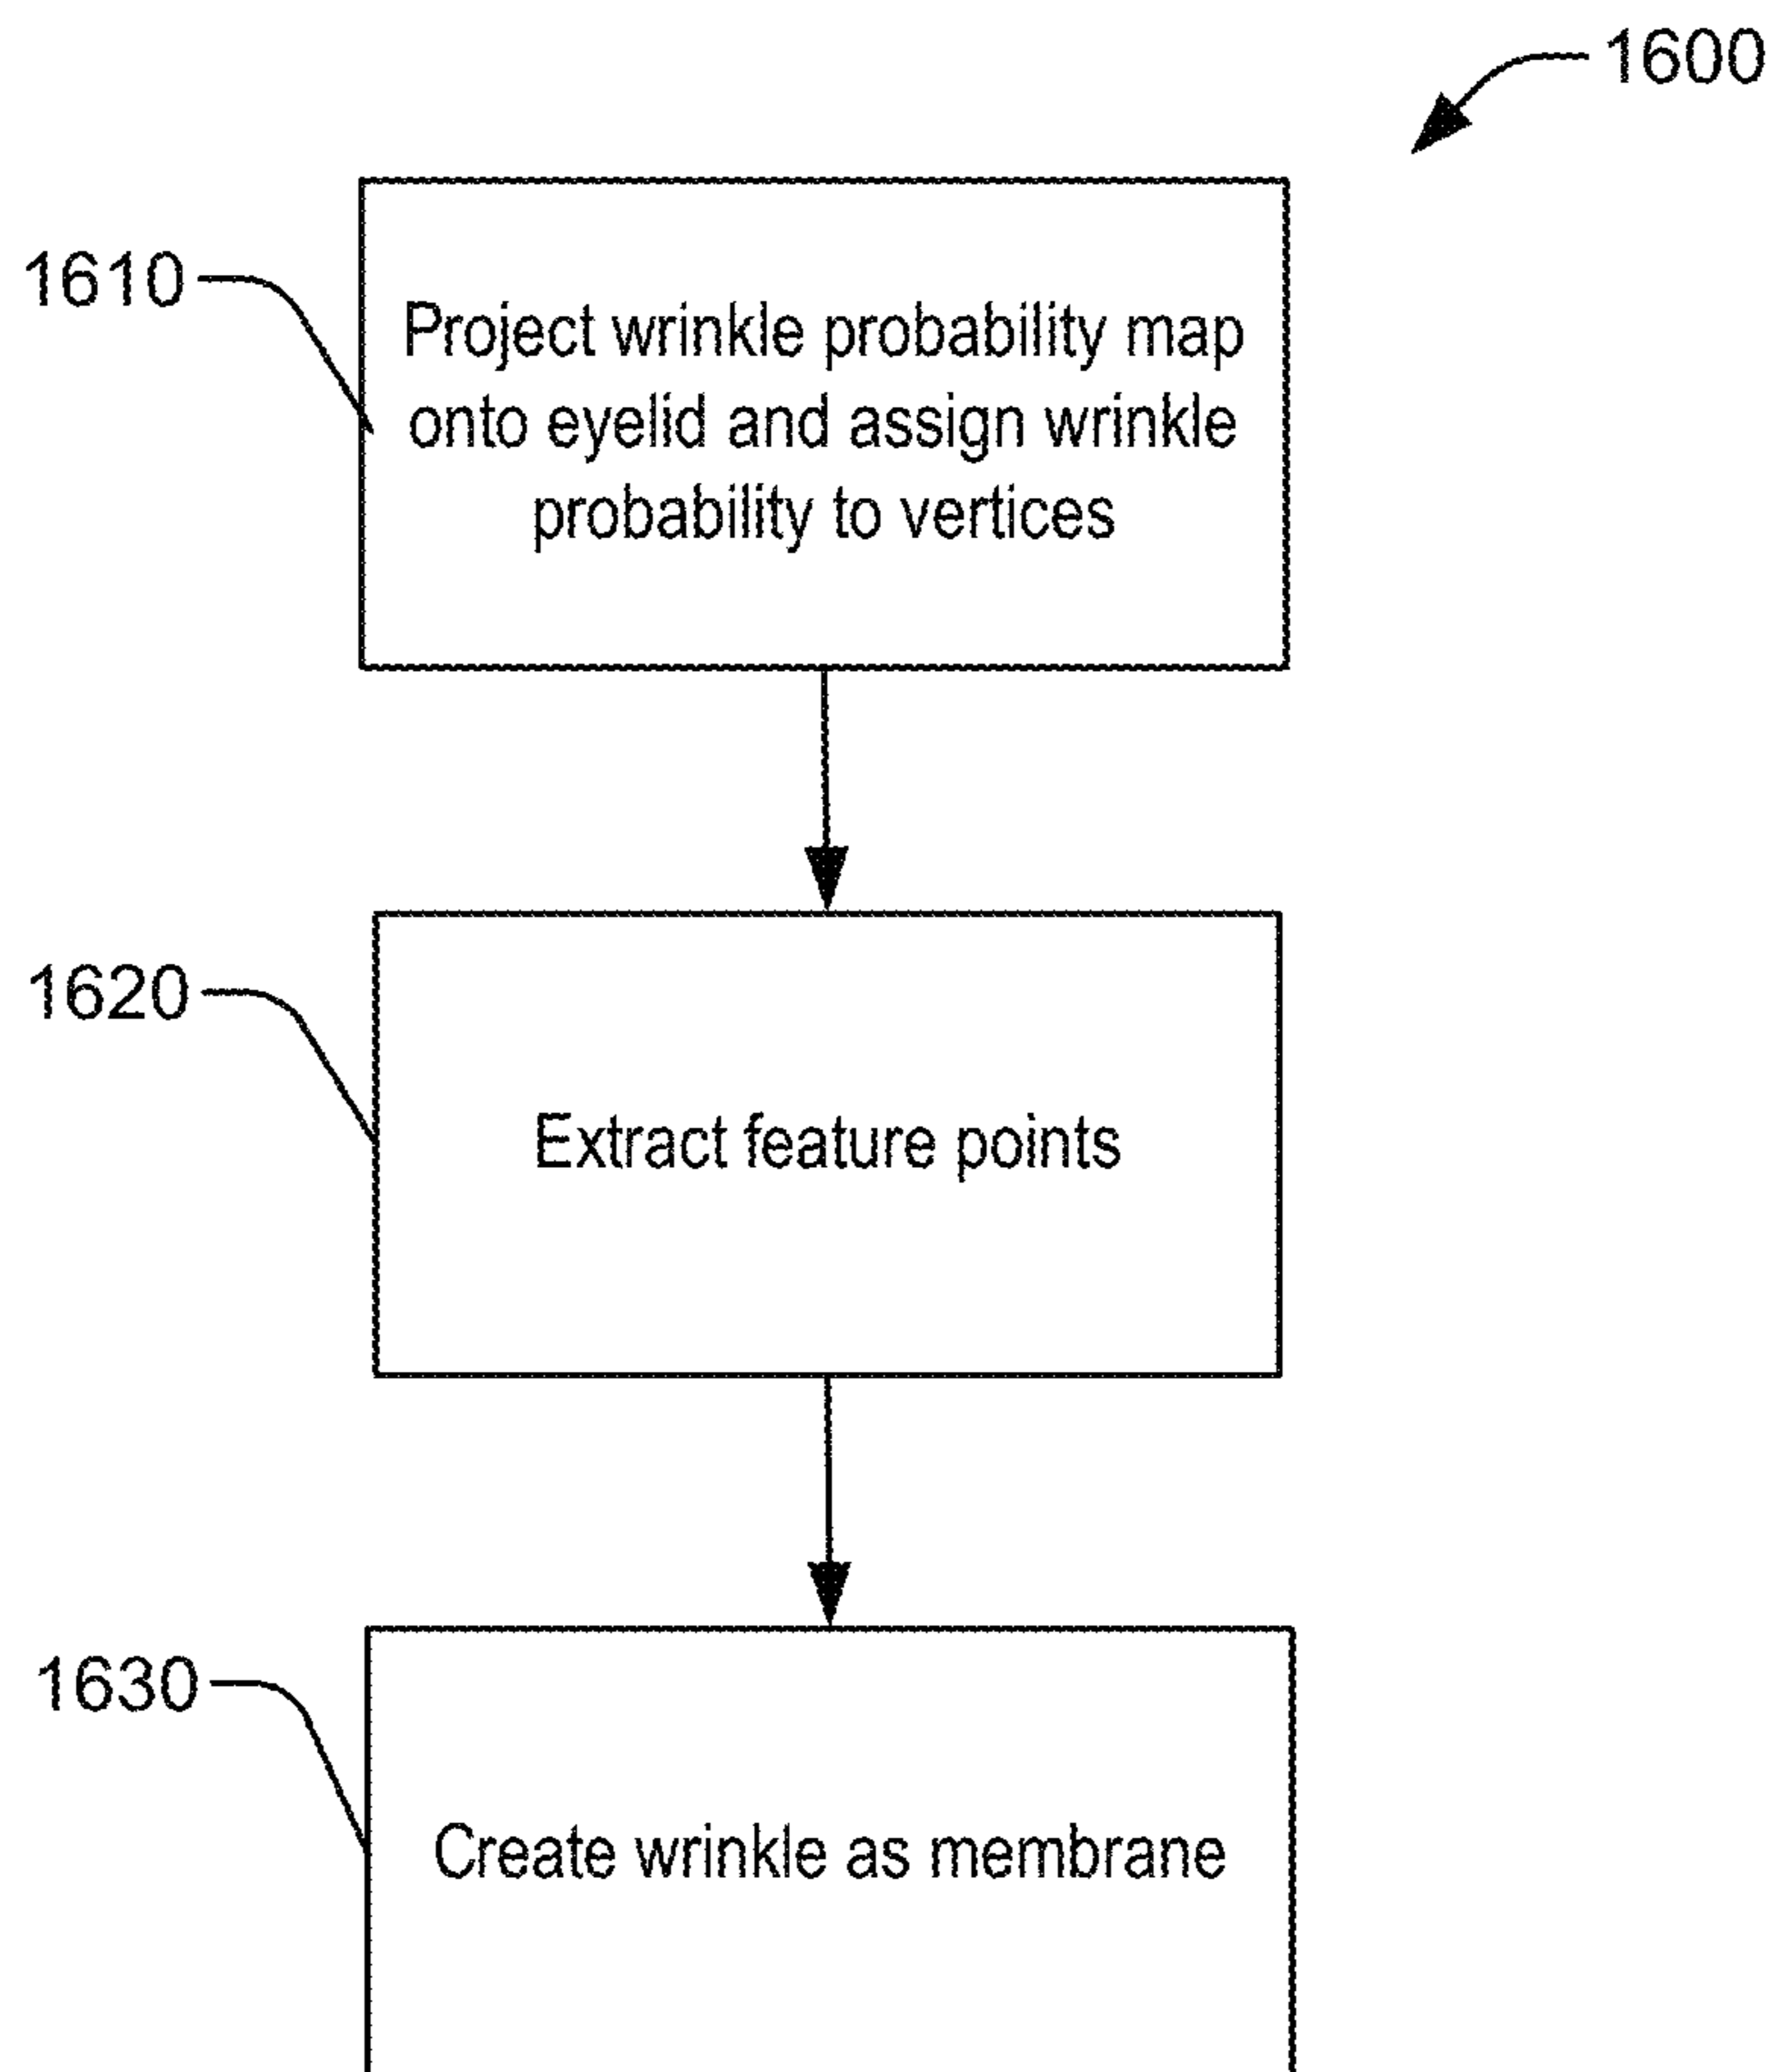 1600
1610
Project wrinkle probability map
onto eyelid and assign wrinkle
probability to vertices
1620
Extract feature points
1630
Create wrinkle as membrane